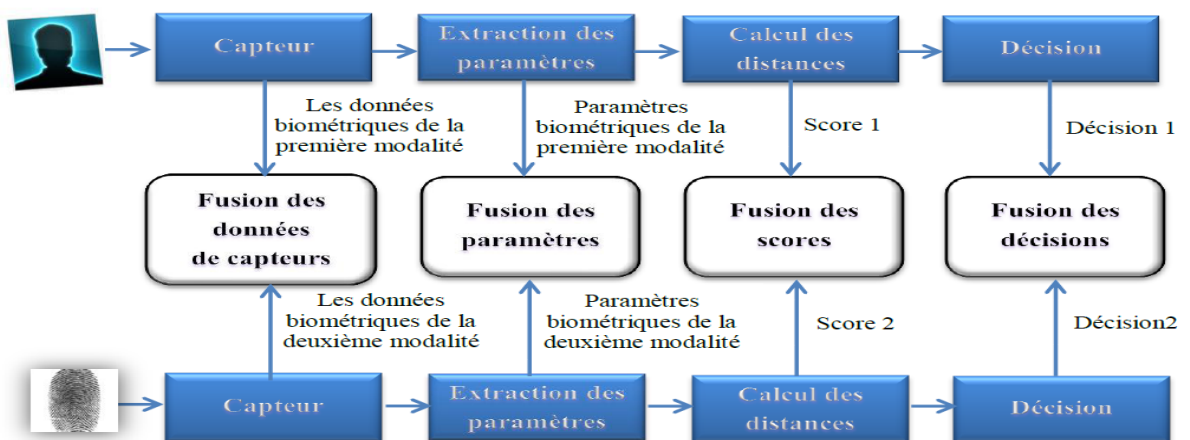 Capteur
Extraction des
paramètres
Calcul des
distances
Décision
Les données
biométriques de la
première modalité
Paramètres
biométriques de la
première modalité
Score 1
Décision 1
Fusion des
données
de capteurs
Fusion des
paramètres
Fusion des
scores
Fusion des
décisions
Les données
biométriques de la
deuxième modalité
Paramètres
biométriques de la
deuxième modalité
Score 2
Décision2
Capteur
Extraction des
paramètres
Calcul des
distances
Décision